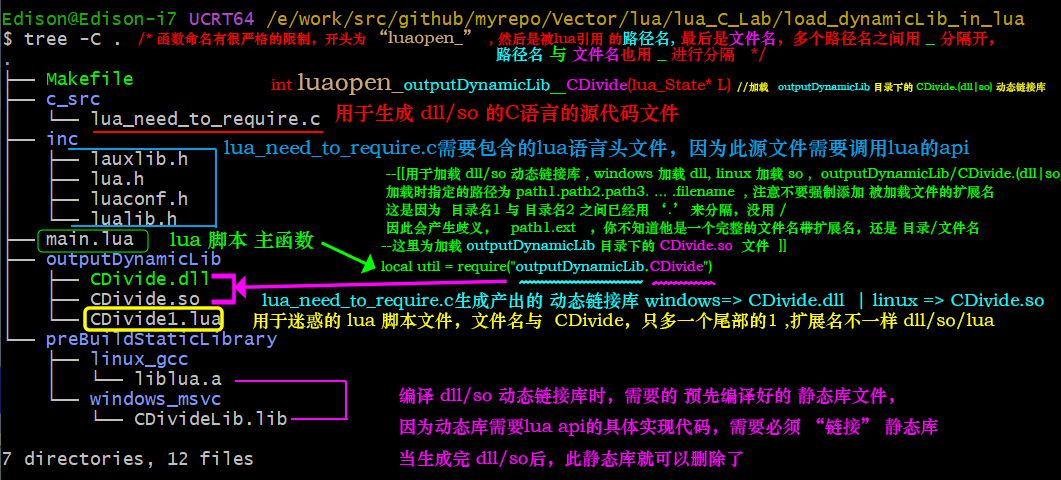 Edison@Edison-i7 UCRT64 /e/work/src/github/myrepo/Vector/lua/lua_C_Lab/load_dynamicLib_in_lua
$ tree -C . /* 函数命名有很严格的限制，开头为 “luaopen_” ，然后是被lua引用 的路径名, 最后是文件名，多个路径名之间用 _ 分隔开，
路径名 与 文件名也用 _ 进行分隔 */
.
├── Makefile
int luaopen_outputDynamicLib__CDivide(lua_State* L) //加载 outputDynamicLib 目录下的 CDivide.(dll|so) 动态链接库
├── c_src
│   └── lua_need_to_require.c 用于生成 dll/so 的C语言的源代码文件
├── inc
lua_need_to_require.c需要包含的lua语言头文件，因为此源文件需要调用lua的api
│   ├── lauxlib.h
│   ├── lua.h
│   ├── luaconf.h
│   └── lualib.h
--[[用于加载 dll/so 动态链接库 , windows 加载 dll, linux 加载 so , outputDynamicLib/CDivide.(dll|so
加载时指定的路径为 path1.path2.path3. ... .filename , 注意不要强制添加 被加载文件的扩展名
这是因为 目录名1 与 目录名2 之间已经用 ‘.’ 来分隔，没用 /
因此会产生歧义， path1.ext ，你不知道他是一个完整的文件名带扩展名，还是 目录/文件名
--这里为加载 outputDynamicLib 目录下的 CDivide.so 文件 ]]
├── main.lua lua 脚本 主函数
local util = require("outputDynamicLib.CDivide")
├── outputDynamicLib
│   ├── CDivide.dll
│   ├── CDivide.so
lua_need_to_require.c生成产出的 动态链接库 windows=> CDivide.dll | linux => CDivide.so
│   └── CDivide1.lua 用于迷惑的 lua 脚本文件，文件名与 CDivide，只多一个尾部的1 ,扩展名不一样 dll/so/lua
└── preBuildStaticLibrary
    ├── linux_gcc
    │   └── liblua.a
    └── windows_msvc
        └── CDivideLib.lib
编译 dll/so 动态链接库时，需要的 预先编译好的 静态库文件，
因为动态库需要lua api的具体实现代码，需要必须 “链接” 静态库
当生成完 dll/so后，此静态库就可以删除了
7 directories, 12 files